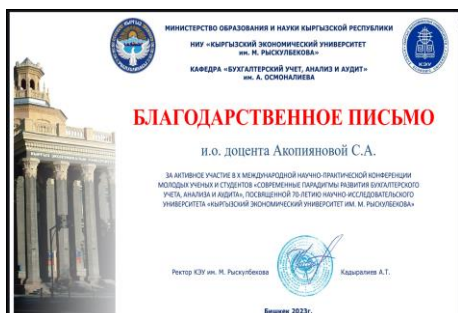 МИНИСТЕРСТВО ОБРАЗОВАНИЯ И НАУКИ КЫРГЫЗСКОЙ РЕСПУБЛИКИ
НИУ «КЫРГЫЗСКИЙ ЭКОНОМИЧЕСКИЙ УНИВЕРСИТЕТ
им. М. РЫСКУЛБЕКОВА»
КАФЕДРА «БУХГАЛТЕРСКИЙ УЧЕТ, АНАЛИЗ И АУДИТ»
им. А. ОСМОНАЛИЕВА
КЭУ
БЛАГОДАРСТВЕННОЕ ПИСЬМО
и.о. доцента Акопияновой С.А.
ЗА АКТИВНОЕ УЧАСТИЕ В X МЕЖДУНАРОДНОЙ НАУЧНО-ПРАКТИЧЕСКОЙ КОНФЕРЕНЦИИ
МОЛОДЫХ УЧЕНЫХ И СТУДЕНТОВ «СОВРЕМЕННЫЕ ПАРАДИГМЫ РАЗВИТИЯ БУХГАЛТЕРСКОГО
УЧЕТА, АНАЛИЗА И АУДИТА», ПОСВЯЩЕННОЙ 70-ЛЕТИЮ НАУЧНО-ИССЛЕДОВАТЕЛЬСКОГО
УНИВЕРСИТЕТА «КЫРГЫЗСКИЙ ЭКОНОМИЧЕСКИЙ УНИВЕРСИТЕТ ИМ. М. РЫСКУЛБЕКОВА»
Ректор КЭУ им. М. Рыскулбекова
Кадыралиев А.Т.
Бишкек 2023г.